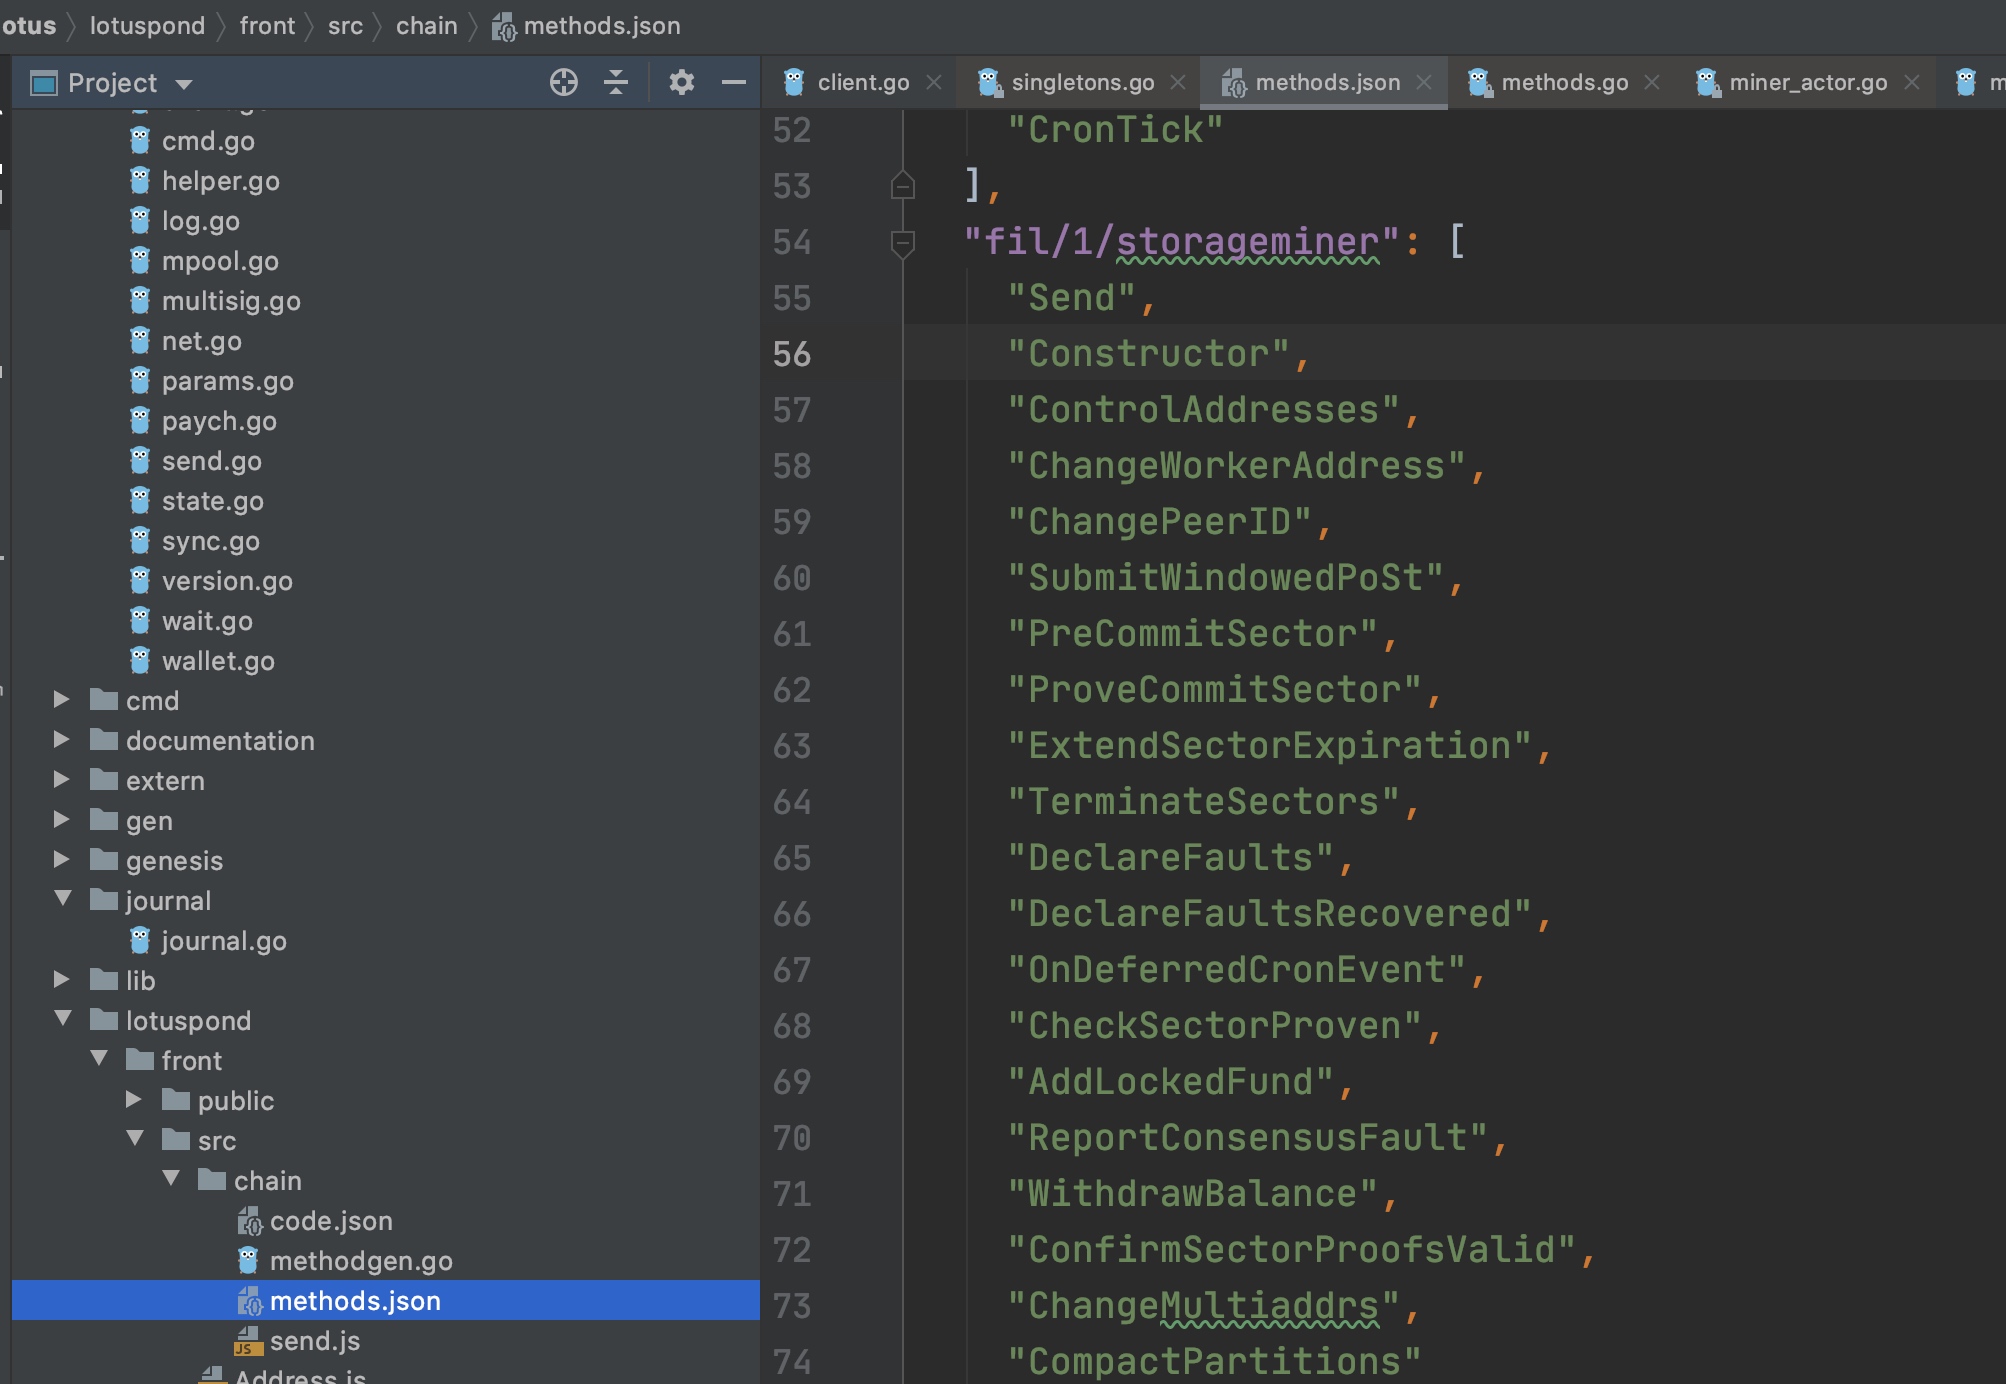 otus lotuspond front src chain methods.json
Project
client.go
singletons.go
methods.json
methods.go
miner_actor.go
cmd.go
helper.go
log.go
mpool.go
multisig.go
net.go
params.go
paych.go
send.go
state.go
sync.go
version.go
wait.go
wallet.go
cmd
documentation
extern
gen
genesis
journal
journal.go
lib
lotuspond
front
public
src
chain
code.json
methodgen.go
methods.json
JS send.js
Address.js
52 "CronTick"
53 ],
54 "fil/1/storageminer": [
55 "Send",
56 "Constructor",
57 "ControlAddresses",
58 "ChangeWorkerAddress",
59 "ChangePeerID",
60 "SubmitWindowedPoSt",
61 "PreCommitSector",
62 "ProveCommitSector",
63 "ExtendSectorExpiration",
64 "TerminateSectors",
65 "DeclareFaults",
66 "DeclareFaultsRecovered",
67 "OnDeferredCronEvent",
68 "CheckSectorProven",
69 "AddLockedFund",
70 "ReportConsensusFault",
71 "WithdrawBalance",
72 "ConfirmSectorProofsValid",
73 "ChangeMultiaddrs",
74 "CompactPartitions"